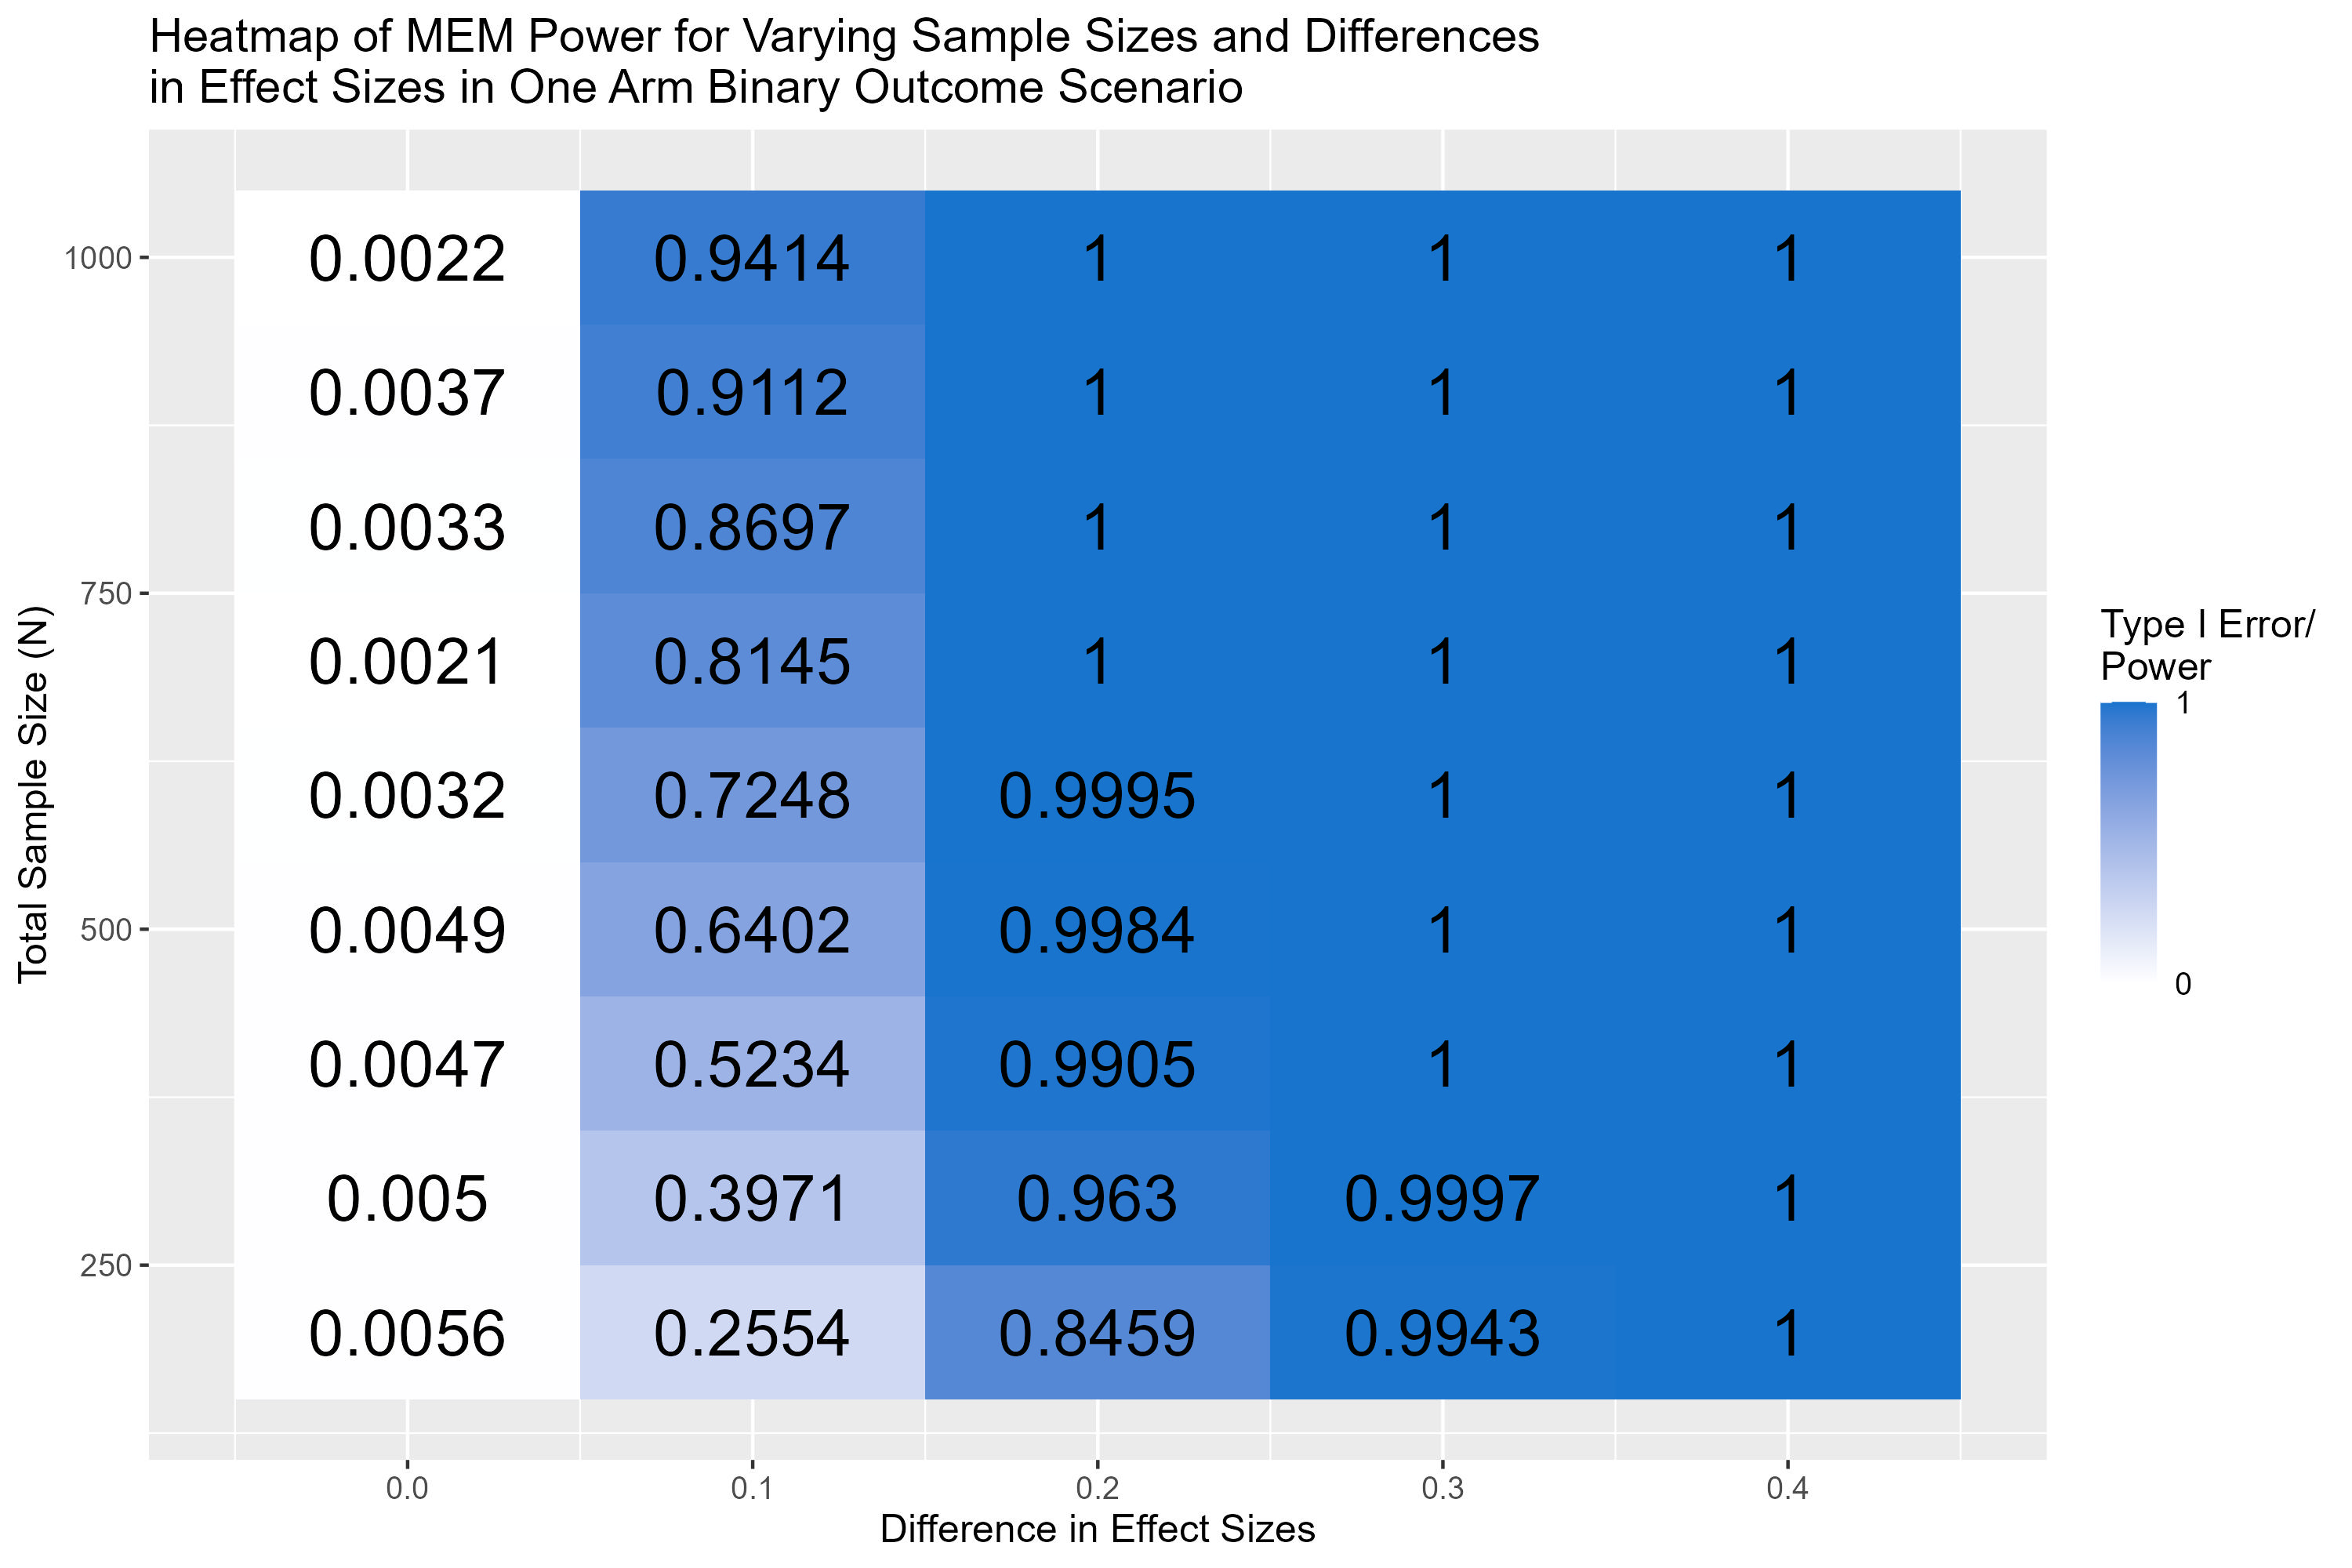 Heatmap of MEM Power for Varying Sample Sizes and Differences
in Effect Sizes in One Arm Binary Outcome Scenario
Total Sample Size (N)
1000
750
500
250
0.0022 0.9414 1 1 1
0.0037 0.9112 1 1 1
0.0033 0.8697 1 1 1
0.0021 0.8145 1 1 1
0.0032 0.7248 0.9995 1 1
0.0049 0.6402 0.9984 1 1
0.0047 0.5234 0.9905 1 1
0.005 0.3971 0.963 0.9997 1
0.0056 0.2554 0.8459 0.9943 1
0.0 0.1 0.2 0.3 0.4
Difference in Effect Sizes
Type I Error/
Power
1
0